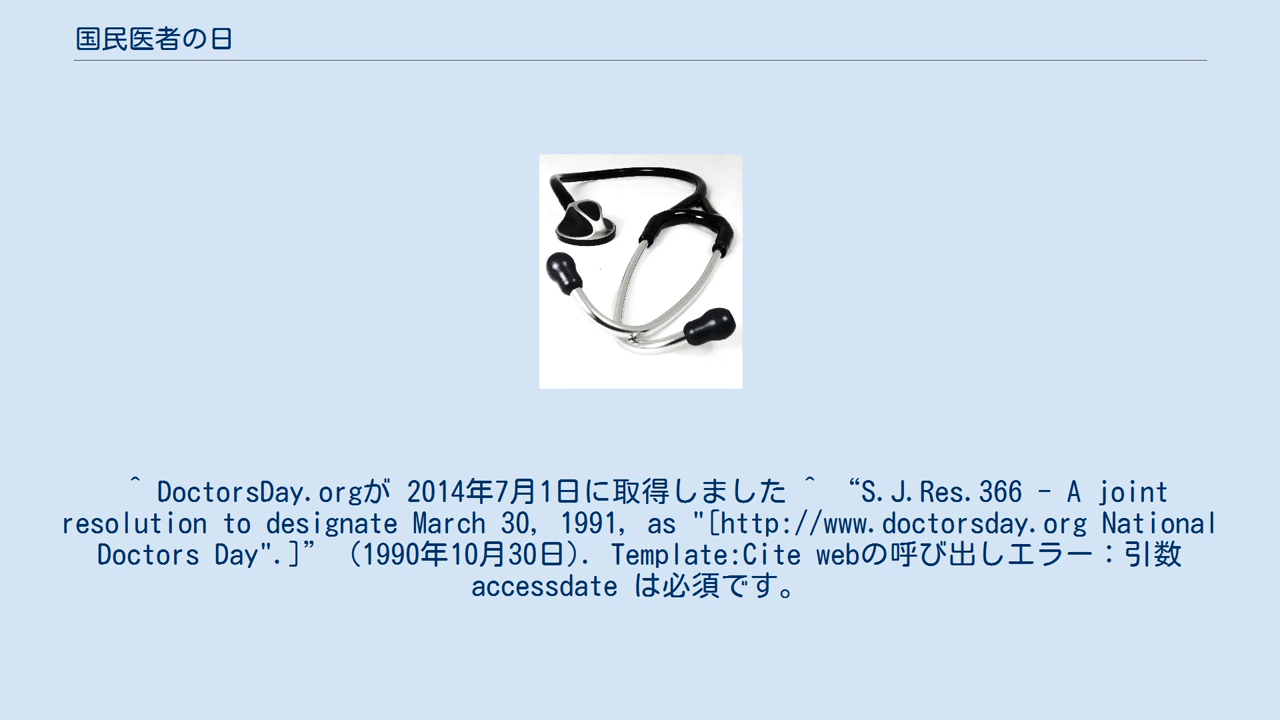 国民医者の日
^ DoctorsDay.orgが 2014年7月1日に取得しました ^ “S.J.Res.366 - A joint
resolution to designate March 30, 1991, as "[http://www.doctorsday.org National
Doctors Day".]” (1990年10月30日). Template:Cite webの呼び出しエラー：引数
accessdate は必須です。